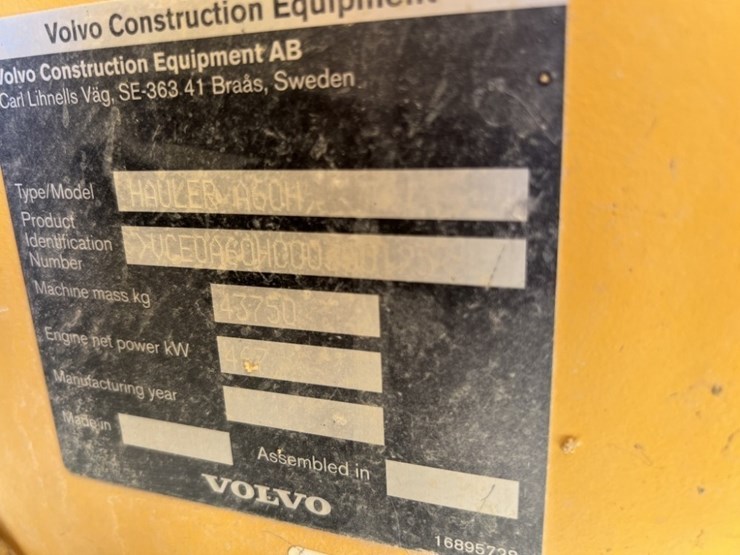 Volvo Construction Equipment
Volvo Construction Equipment AB
Carl Lihnells Väg, SE-363 41 Braås, Sweden
Type/Model HAULER A60H
Product
Identification
Number
Machine mass kg 43750
Engine net power kW
Manufacturing year
Made in
Assembled in
VOLVO